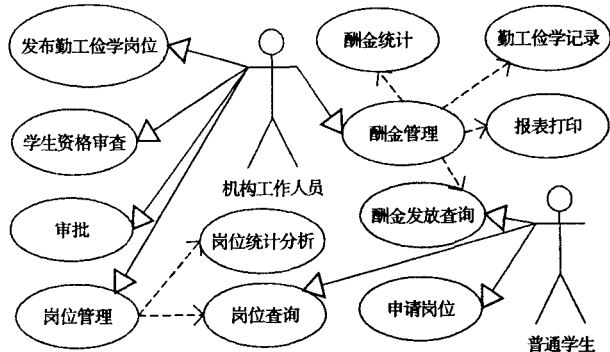 发布勤工俭学岗位
酬金统计
勤工俭学记录
学生资格审查
酬金管理
报表打印
机构工作人员
审批
岗位统计分析
酬金发放查询
岗位管理
岗位查询
申请岗位
普通学生